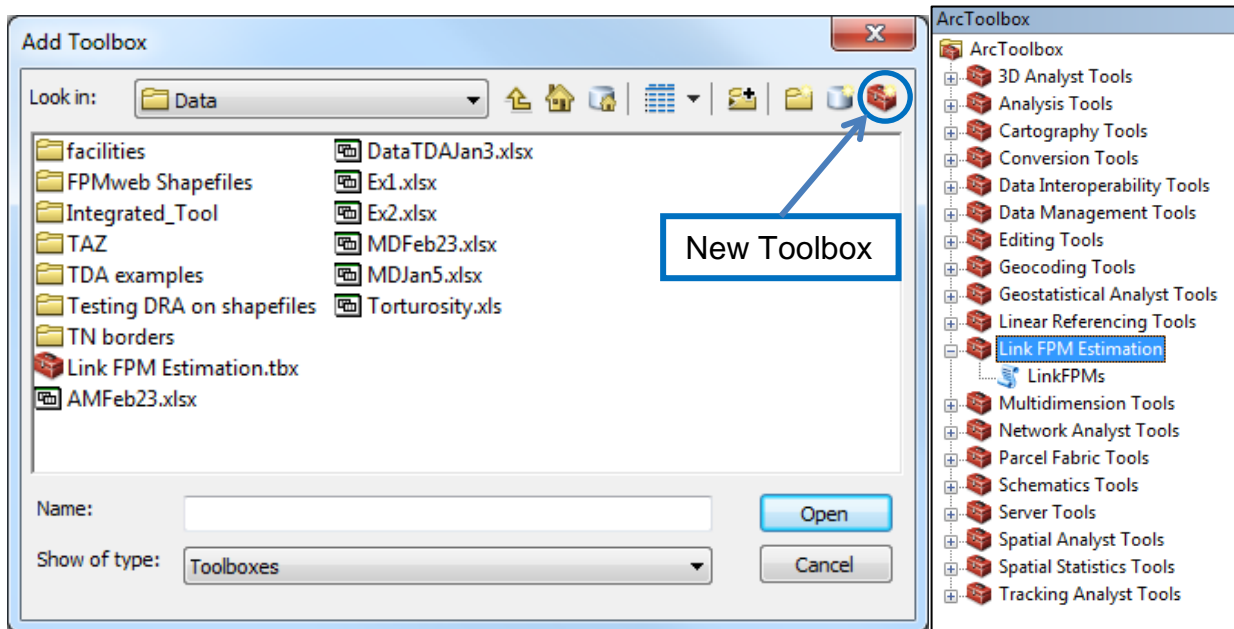 Add Toolbox
Look in: Data
facilities
FPMweb Shapefiles
Integrated_Tool
TAZ
TDA examples
Testing DRA on shapefiles
TN borders
Link FPM Estimation.tbx
AMFeb23.xlsx
DataTDAJan3.xlsx
Ex1.xlsx
Ex2.xlsx
MDFeb23.xlsx
MDJan5.xlsx
Torturosity.xls
New Toolbox
Name:
Open
Show of type: Toolboxes
Cancel
ArcToolbox
ArcToolbox
3D Analyst Tools
Analysis Tools
Cartography Tools
Conversion Tools
Data Interoperability Tools
Data Management Tools
Editing Tools
Geocoding Tools
Geostatistical Analyst Tools
Linear Referencing Tools
Link FPM Estimation
LinkFPMs
Multidimension Tools
Network Analyst Tools
Parcel Fabric Tools
Schematics Tools
Server Tools
Spatial Analyst Tools
Spatial Statistics Tools
Tracking Analyst Tools